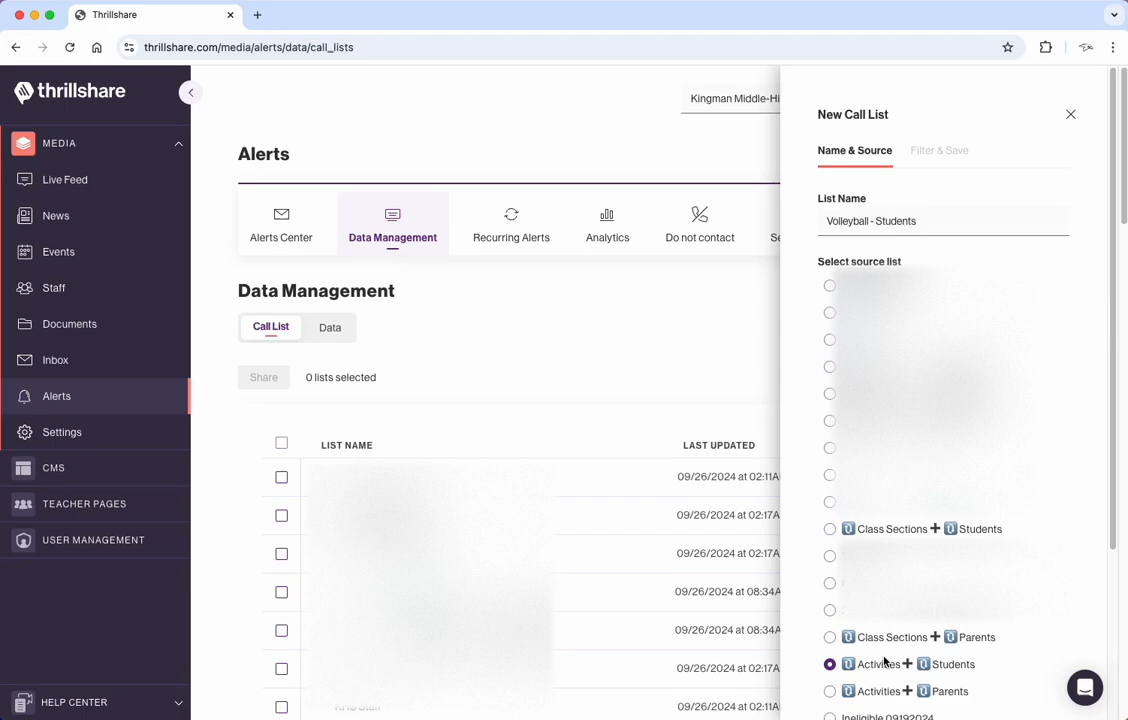 Thrillshare
thrillshare.com/media/alerts/data/call_lists
thrillshare
MEDIA
Live Feed
News
Events
Staff
Documents
Inbox
Alerts
Settings
CMS
TEACHER PAGES
USER MANAGEMENT
HELP CENTER
Kingman Middle-Hi
Alerts
Alerts Center
Data Management
Recurring Alerts
Analytics
Do not contact
Se
Data Management
Call List
Data
Share
0 lists selected
LIST NAME
LAST UPDATED
09/26/2024 at 02:11A
09/26/2024 at 02:17A
09/26/2024 at 02:17A
09/26/2024 at 08:34A
09/26/2024 at 08:34A
09/26/2024 at 02:17A
09/26/2024 at 02:11A
New Call List
Name & Source
Filter & Save
List Name
Volleyball - Students
Select source list
🔃 Class Sections ➕ 🔃 Students
🔃 Class Sections ➕ 🔃 Parents
🔃 Activities ➕ 🔃 Students
🔃 Activities ➕ 🔃 Parents
Ineligible 09192024